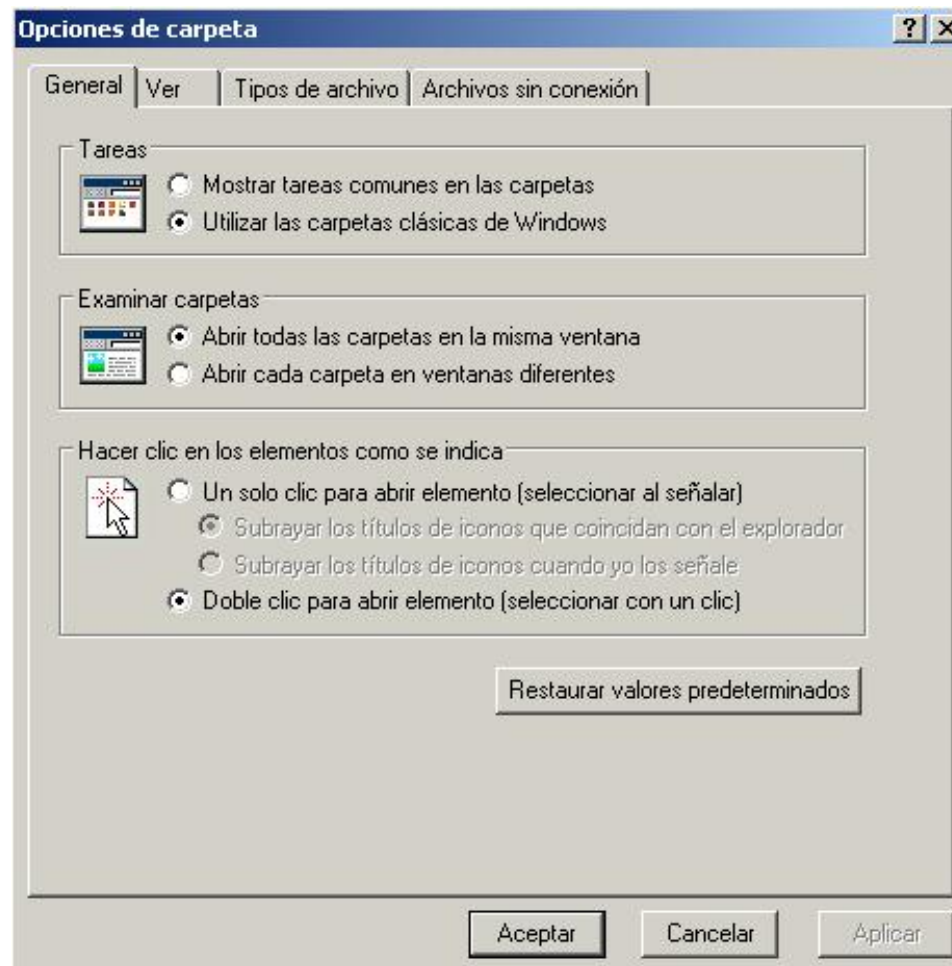 Opciones de carpeta
General
Ver
Tipos de archivo
Archivos sin conexión
Tareas
Mostrar tareas comunes en las carpetas
Utilizar las carpetas clásicas de Windows
Examinar carpetas
Abrir todas las carpetas en la misma ventana
Abrir cada carpeta en ventanas diferentes
Hacer clic en los elementos como se indica
Un solo clic para abrir elemento (seleccionar al señalar)
Subrayar los títulos de iconos que coincidan con el explorador
Subrayar los títulos de iconos cuando yo los señale
Doble clic para abrir elemento (seleccionar con un clic)
Restaurar valores predeterminados
Aceptar
Cancelar
Aplicar